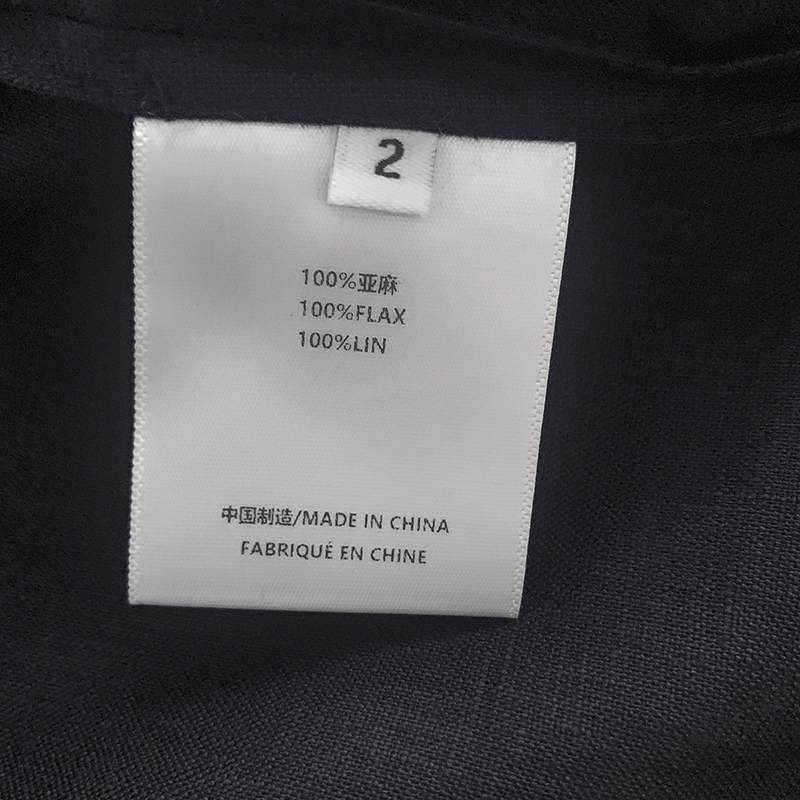 2
100%亚麻
100%FLAX
100%LIN
中国制造/MADE IN CHINA
FABRIQUÉ EN CHINE